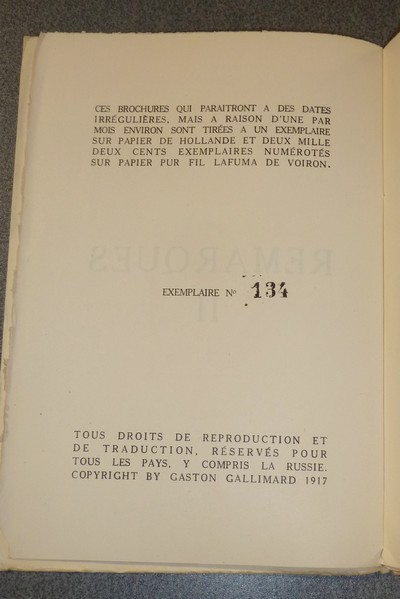 CES BROCHURES QUI PARAITRONT A DES DATES
IRRÉGULIÈRES, MAIS A RAISON D'UNE PAR
MOIS ENVIRON SONT TIRÉES A UN EXEMPLAIRE
SUR PAPIER DE HOLLANDE ET DEUX MILLE
DEUX CENTS EXEMPLAIRES NUMÉROTÉS
SUR PAPIER PUR FIL LAFUMA DE VOIRON.
REMARQUES
II
EXEMPLAIRE Nº 134
TOUS DROITS DE REPRODUCTION ET
DE TRADUCTION, RÉSERVÉS POUR
TOUS LES PAYS, Y COMPRIS LA RUSSIE.
COPYRIGHT BY GASTON GALLIMARD 1917